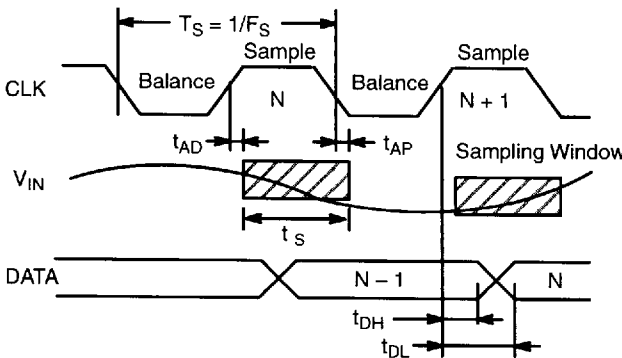 T_S = 1/F_S
Sample
Sample
CLK
Balance
N
Balance
N + 1
t_AD
t_AP
Sampling Window
V_IN
t_S
DATA
N – 1
N
t_DH
t_DL